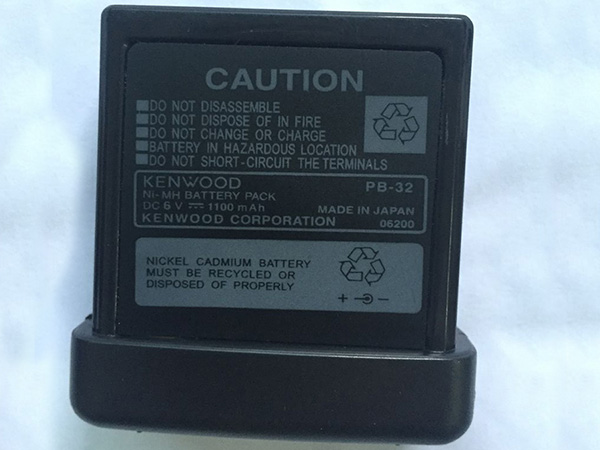 CAUTION
DO NOT DISASSEMBLE
DO NOT DISPOSE OF IN FIRE
DO NOT CHANGE OR CHARGE
BATTERY IN HAZARDOUS LOCATION
DO NOT SHORT-CIRCUIT THE TERMINALS
KENWOOD PB-32
Ni-MH BATTERY PACK
DC 6 V ⎓ 1100 mAh MADE IN JAPAN
KENWOOD CORPORATION 06200
NICKEL CADMIUM BATTERY
MUST BE RECYCLED OR
DISPOSED OF PROPERLY
+ −